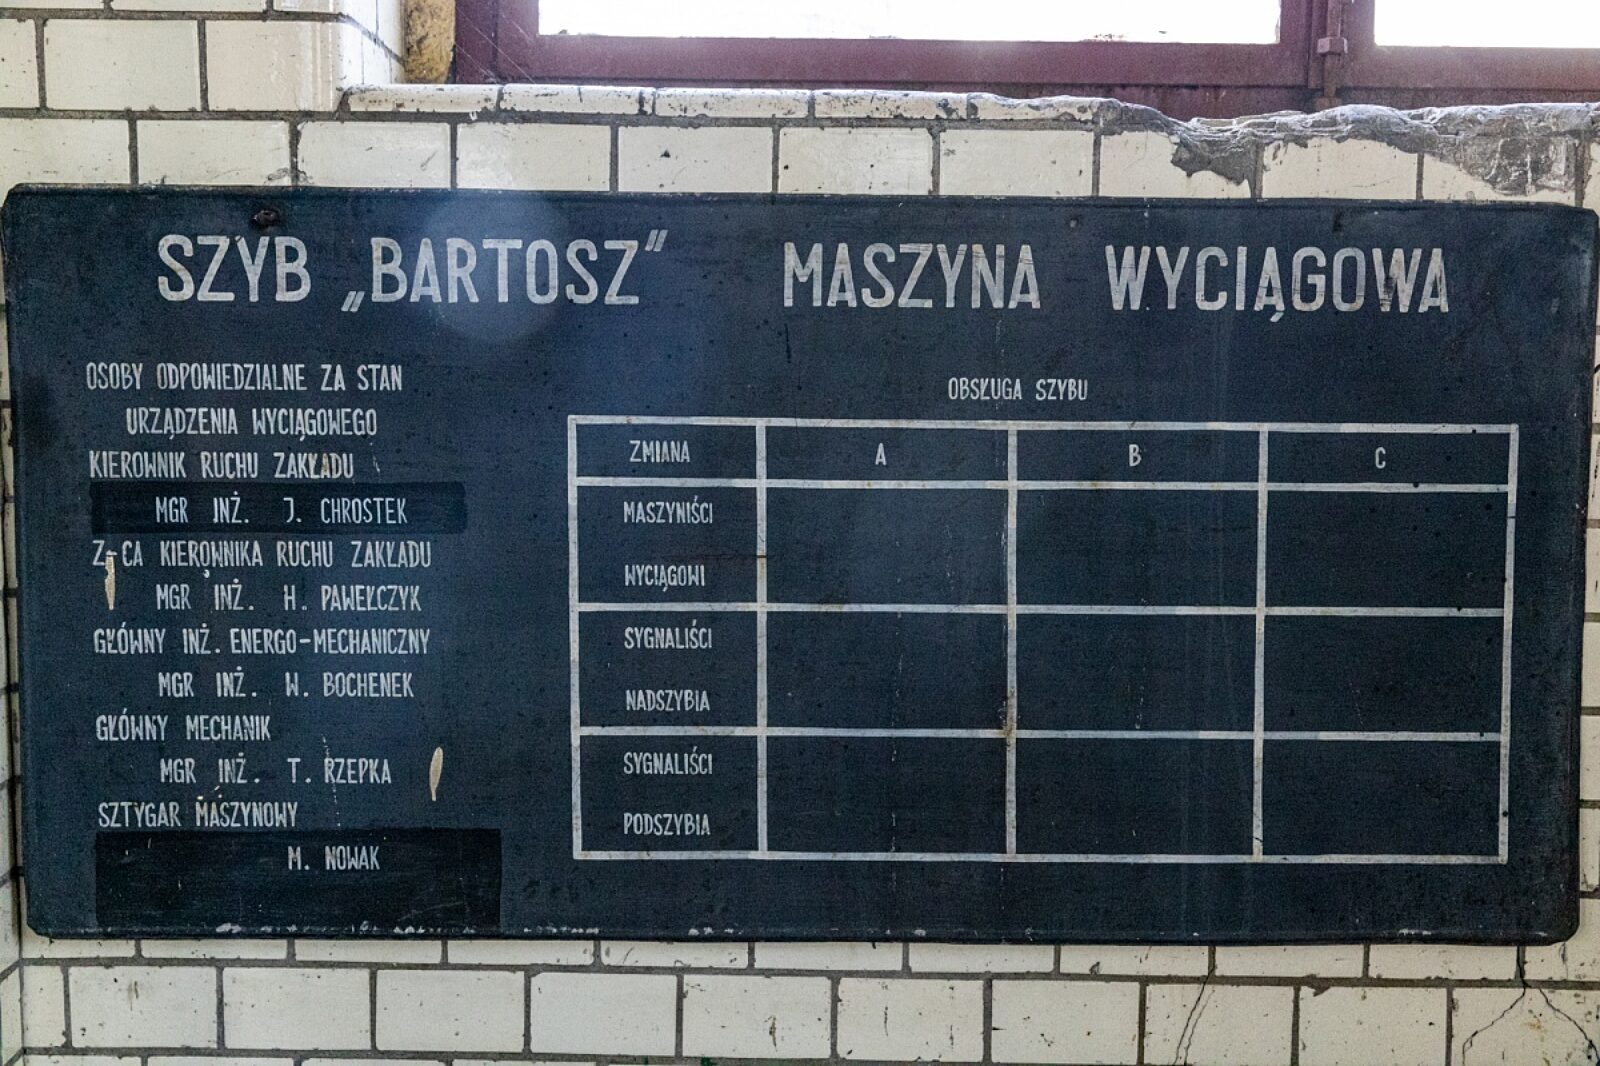 SZYB „BARTOSZ” MASZYNA WYCIĄGOWA
OSOBY ODPOWIEDZIALNE ZA STAN
URZĄDZENIA WYCIĄGOWEGO
KIEROWNIK RUCHU ZAKŁADU
MGR INŻ. J. CHROSTEK
Z-CA KIEROWNIKA RUCHU ZAKŁADU
MGR INŻ. H. PAWEŁCZYK
GŁÓWNY INŻ. ENERGO-MECHANICZNY
MGR INŻ. W. BOCHENEK
GŁÓWNY MECHANIK
MGR INŻ. T. RZEPKA
SZTYGAR MASZYNOWY
M. NOWAK
OBSŁUGA SZYBU
ZMIANA A B C
MASZYNIŚCI
WYCIĄGOWI
SYGNALIŚCI
NADSZYBIA
SYGNALIŚCI
PODSZYBIA